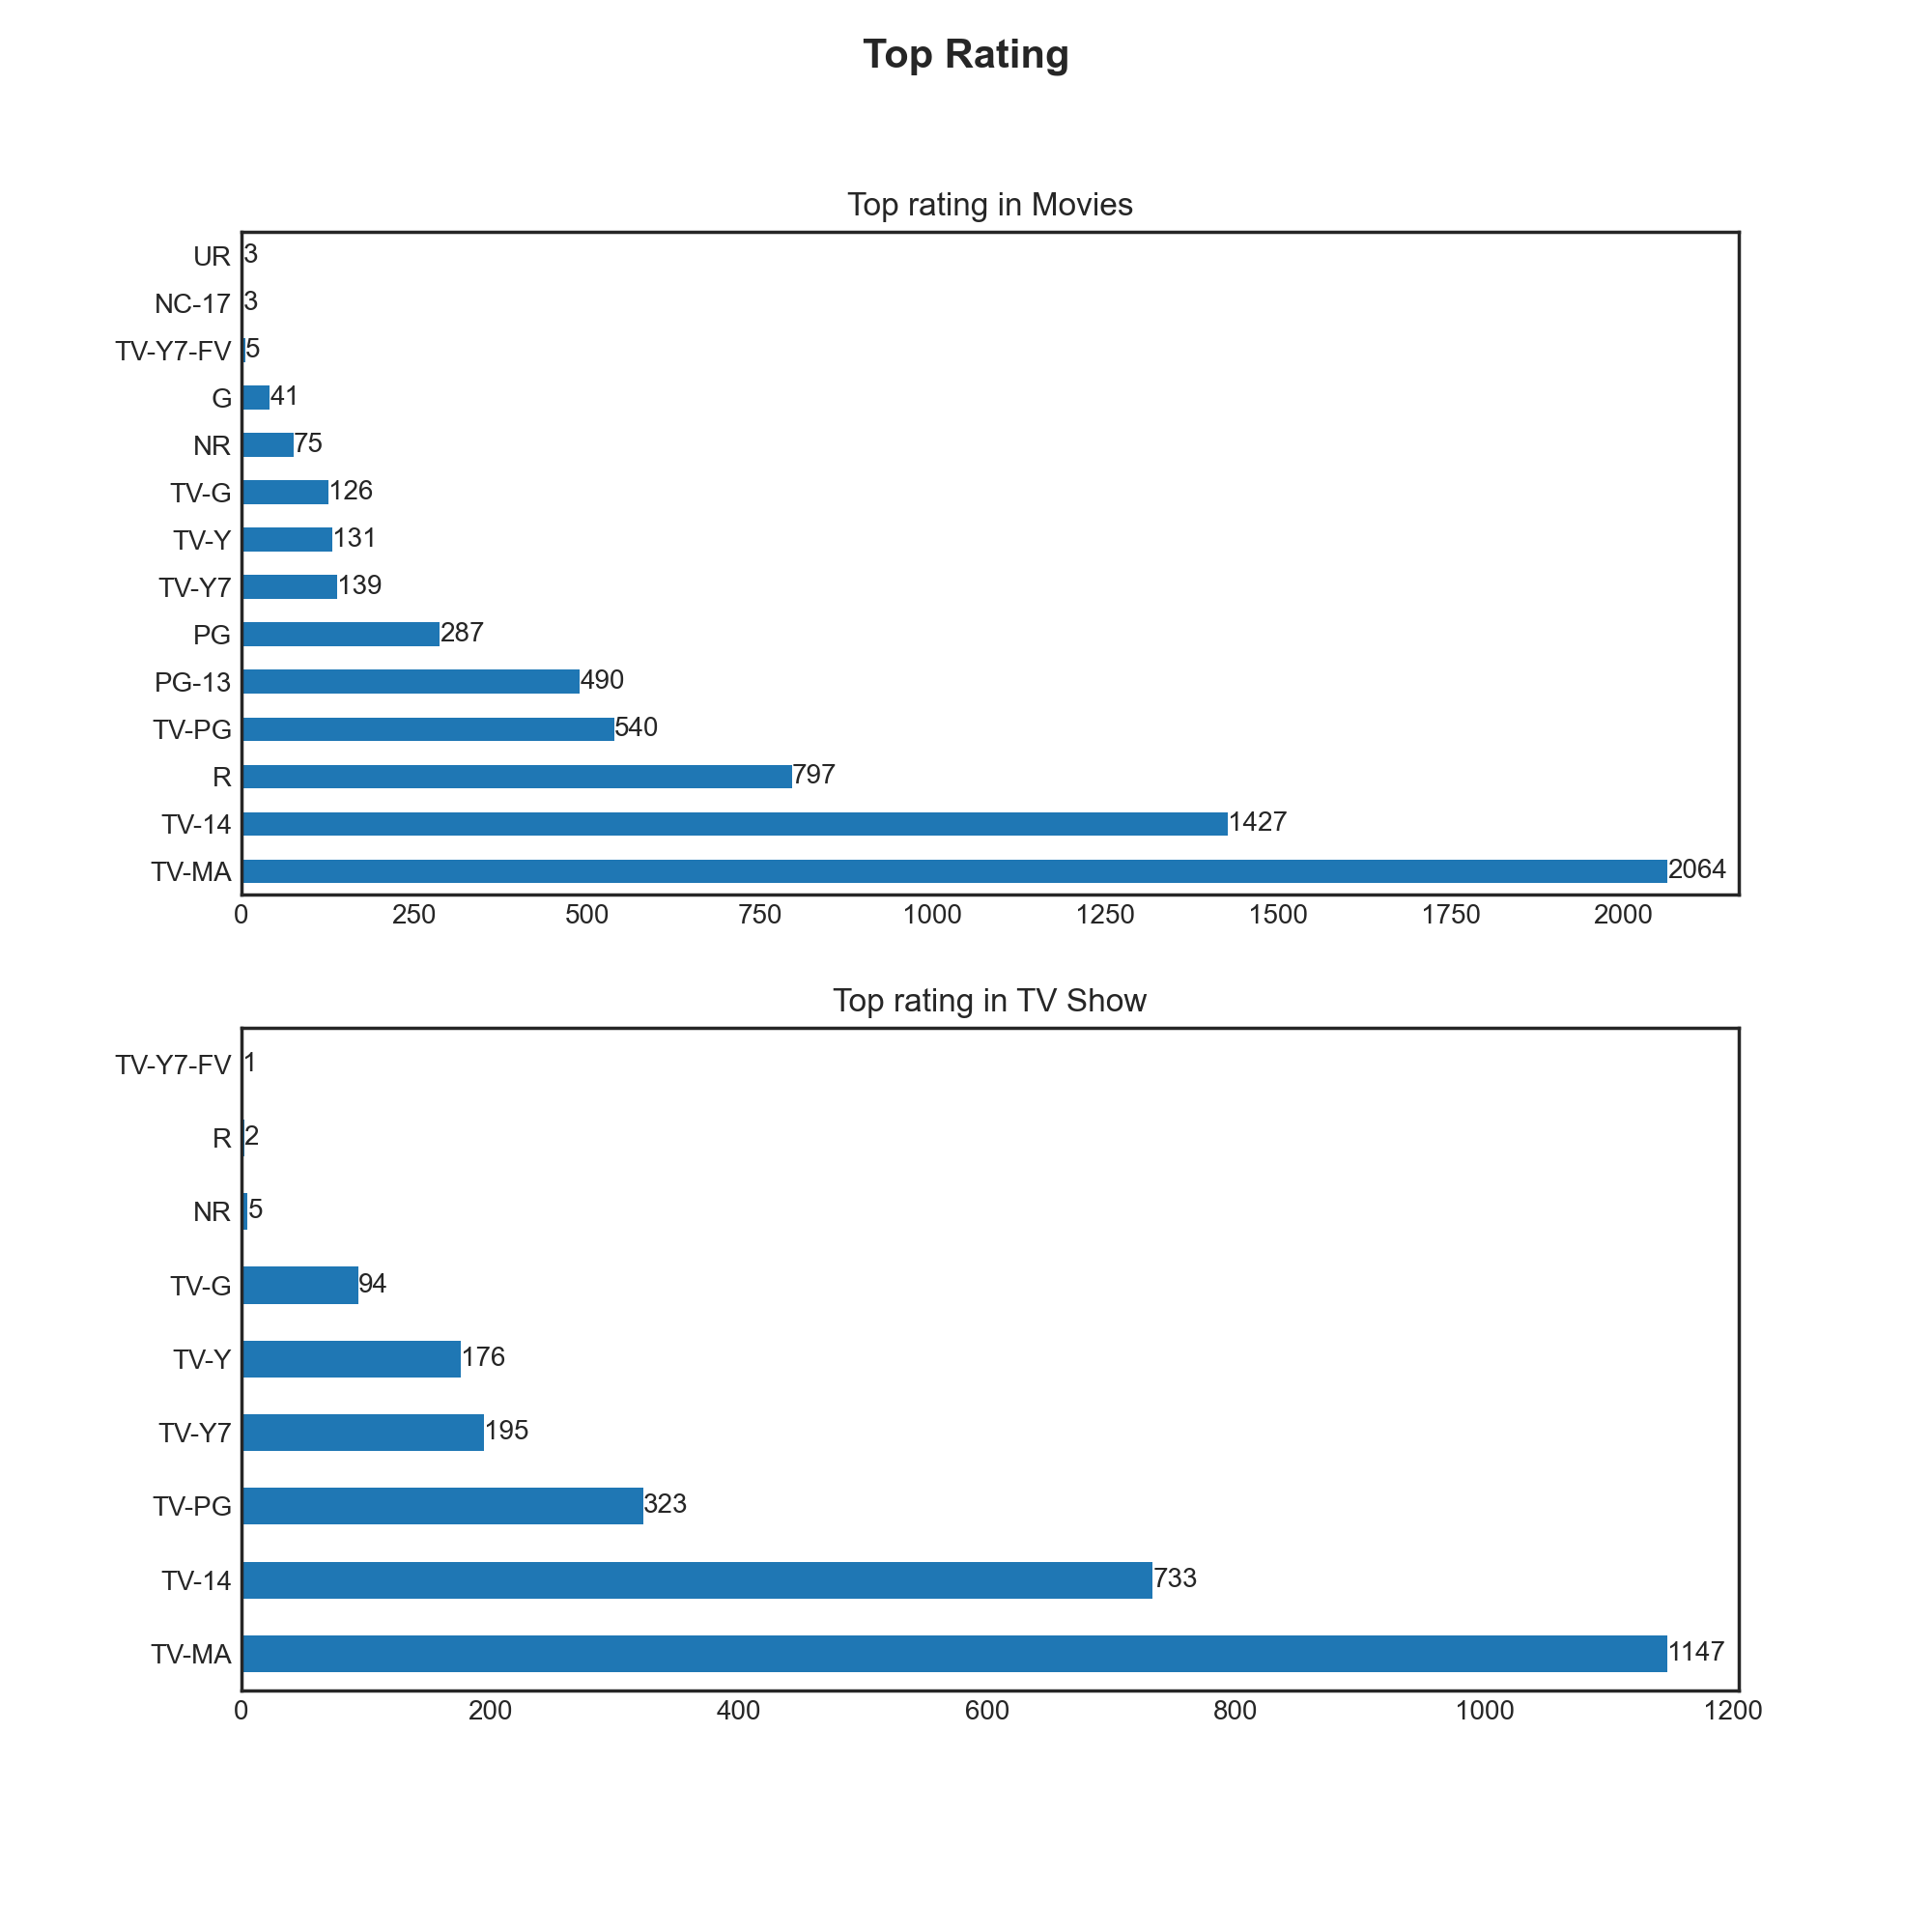 Top Rating
Top rating in Movies
UR 3
NC-17 3
TV-Y7-FV 5
G 41
NR 75
TV-G 126
TV-Y 131
TV-Y7 139
PG 287
PG-13 490
TV-PG 540
R 797
TV-14 1427
TV-MA 2064
0 250 500 750 1000 1250 1500 1750 2000
Top rating in TV Show
TV-Y7-FV 1
R 2
NR 5
TV-G 94
TV-Y 176
TV-Y7 195
TV-PG 323
TV-14 733
TV-MA 1147
0 200 400 600 800 1000 1200